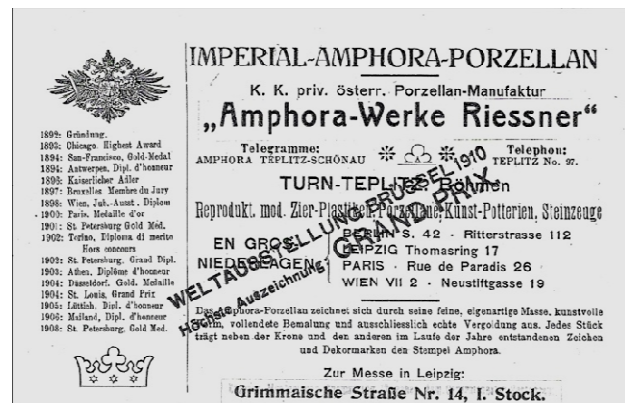 1892: Gründung.
1893: Chicago. Highest Award
1894: San-Francisco, Gold-Medal
1894: Antwerpen, Dipl. d'honneur
1896: Kaiserlicher Adler
1897: Bruxelles Membre du Jury
1898: Wien, Jub.-Ausst. Diplom
1900: Paris. Medaille d'or
1901: St. Petersburg Gold Méd.
1902: Torino, Diploma di merito
Hors concours
1902: St. Petersburg, Grand Dipl.
1903: Athen, Diplôme d'honneur
1904: Düsseldorf, Gold. Medaille
1904: St. Louis, Grand Prix
1905: Lüttich, Dipl. d'honneur
1906: Mailand, Dipl. d'honneur
1908: St. Petersburg, Gold Méd.
IMPERIAL-AMPHORA-PORZELLAN
K. K. priv. österr. Porzellan-Manufaktur
„Amphora-Werke Riessner“
Telegramme:
AMPHORA TEPLITZ-SCHÖNAU
Telephon:
TEPLITZ No. 97.
TURN-TEPLITZ, Böhmen
Reprodukt. mod. Zier-Plastiken, Porzellane, Kunst-Potterien, Steinzeuge
EN GROS
NIEDERLAGEN
BERLIN S. 42 · Ritterstrasse 112
LEIPZIG Thomasring 17
PARIS · Rue de Paradis 26
WIEN VII 2 · Neustiftgasse 19
WELTAUSSTELLUNG BRÜSSEL 1910
Höchste Auszeichnung: GRAND PRIX
Das Amphora-Porzellan zeichnet sich durch seine feine, eigenartige Masse, kunstvolle
Form, vollendete Bemalung und ausschliesslich echte Vergoldung aus. Jedes Stück
trägt neben der Krone und den anderen im Laufe der Jahre entstandenen Zeichen
und Dekormarken den Stempel Amphora.
Zur Messe in Leipzig:
Grimmaische Straße Nr. 14, I. Stock.